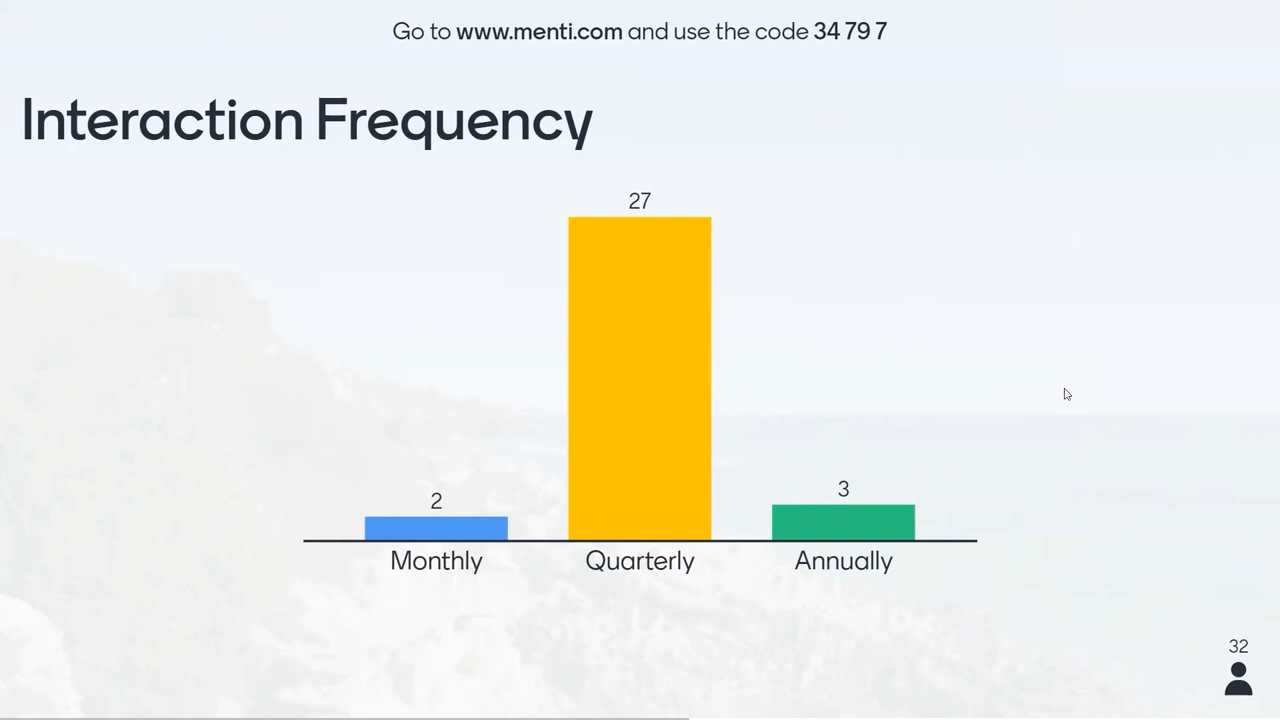 Go to www.menti.com and use the code 34 79 7
Interaction Frequency
27
2
3
Monthly Quarterly Annually
32